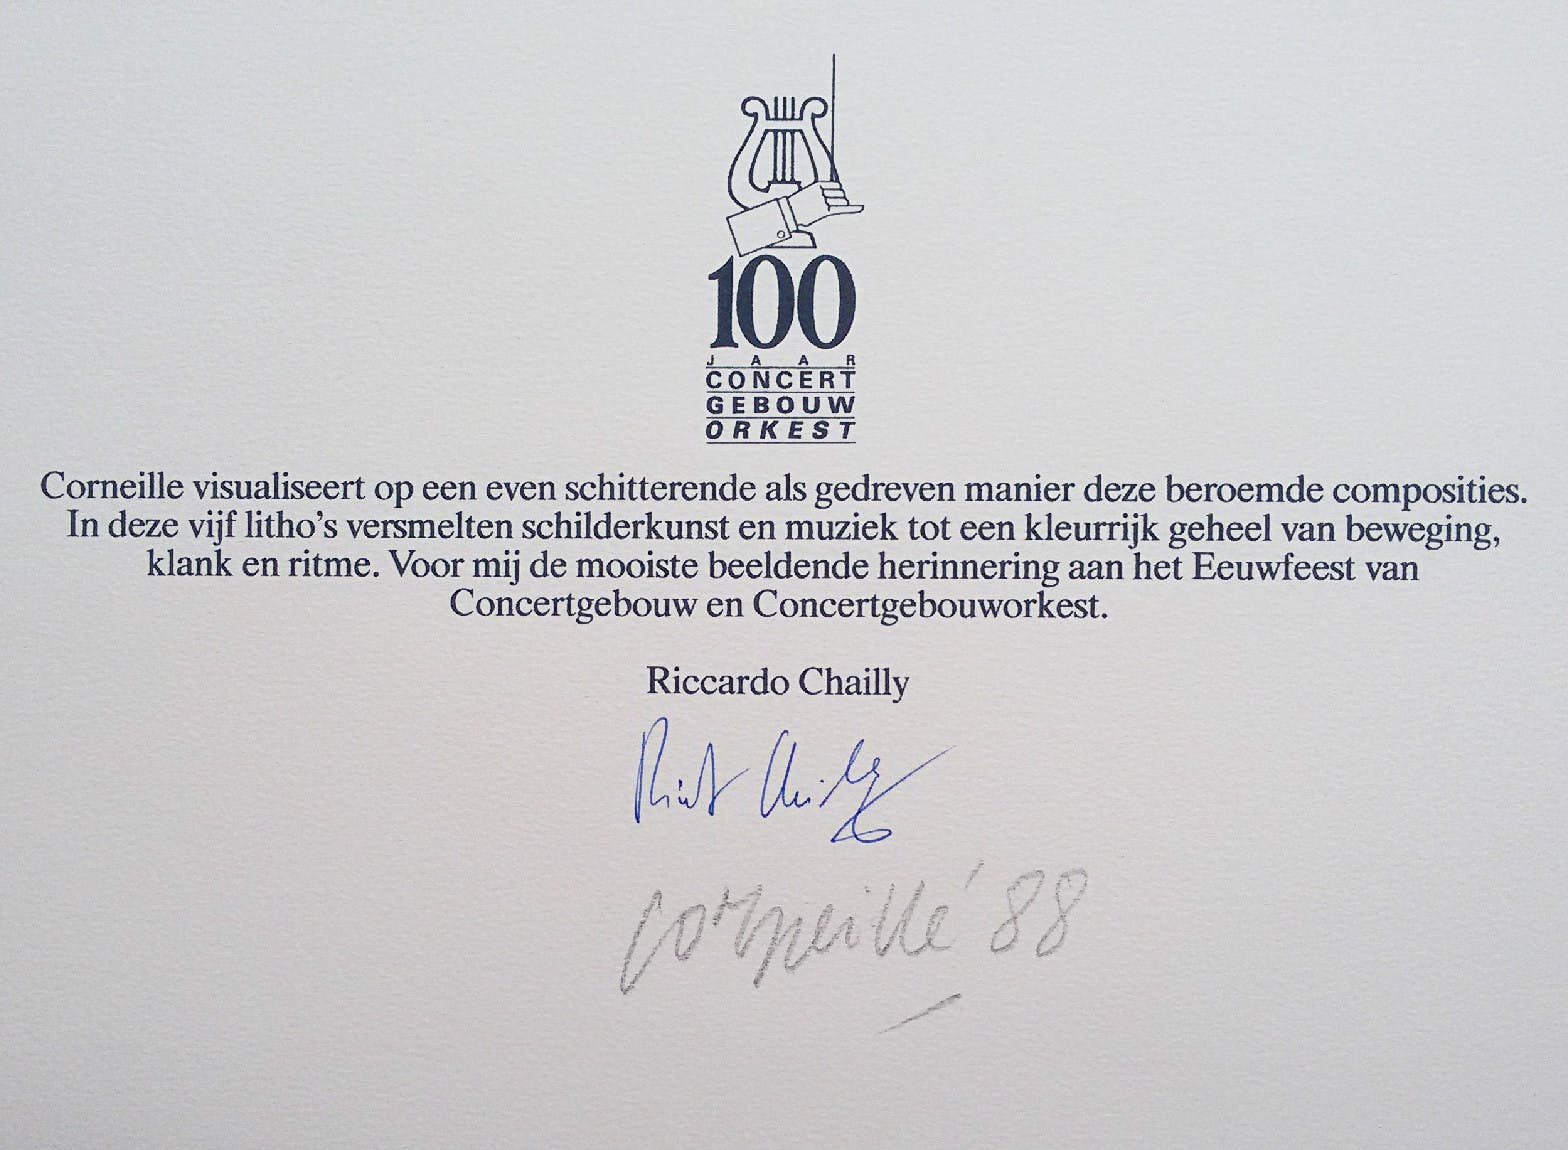 100
JAAR
CONCERT
GEBOUW
ORKEST
Corneille visualiseert op een even schitterende als gedreven manier deze beroemde composities.
In deze vijf litho's versmelten schilderkunst en muziek tot een kleurrijk geheel van beweging,
klank en ritme. Voor mij de mooiste beeldende herinnering aan het Eeuwfeest van
Concertgebouw en Concertgebouworkest.
Riccardo Chailly
Corneille '88